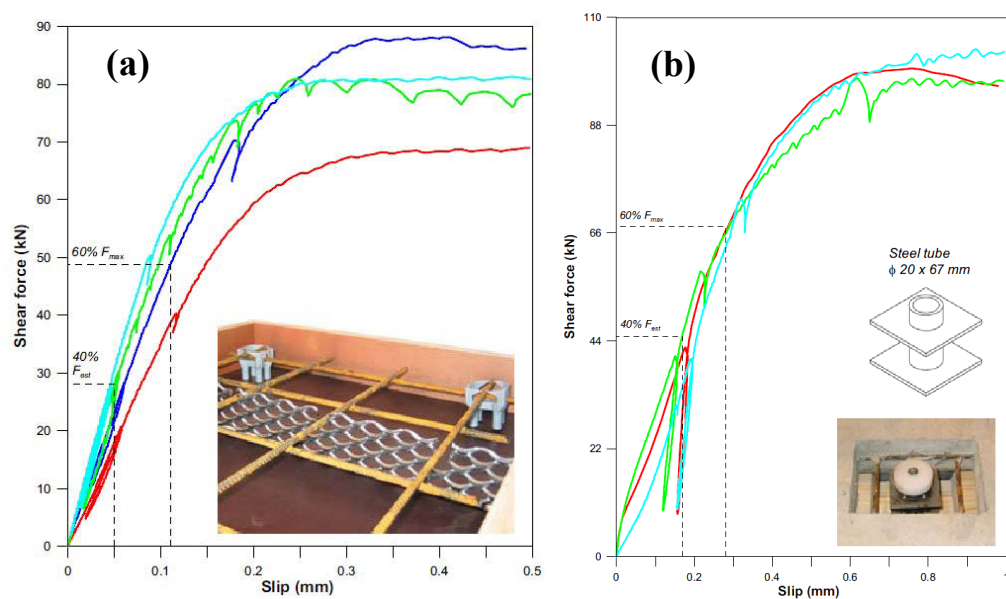 (a)
90
80
70
60
50
40
30
20
10
0
Shear force (kN)
60% Fmax
40%
Fest
0
0.1
0.2
0.3
0.4
0.5
Slip (mm)
(b)
110
88
66
44
22
0
Shear force (kN)
60% Fmax
40% Fest
Steel tube
ϕ 20 x 67 mm
0
0.2
0.4
0.6
0.8
Slip (mm)